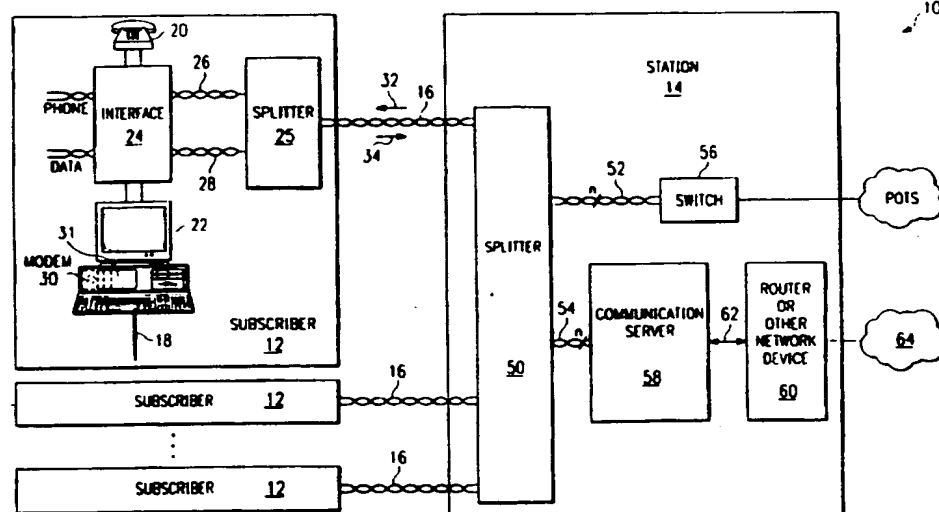 10
20
PHONE
DATA
INTERFACE
24
26
28
SPLITTER
25
32
16
34
22
31
MODEM
30
18
SUBSCRIBER
12
SUBSCRIBER
12
16
SUBSCRIBER
12
16
STATION
14
SPLITTER
50
52
56
SWITCH
POTS
54
n
n
COMMUNICATION
SERVER
58
62
ROUTER
OR
OTHER
NETWORK
DEVICE
60
64